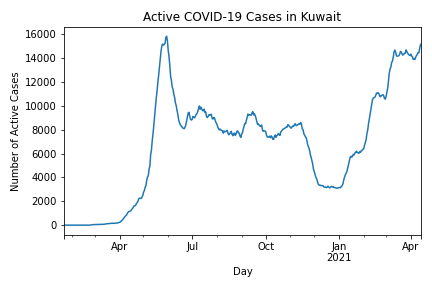 Active COVID-19 Cases in Kuwait
16000
14000
12000
10000
8000
6000
4000
2000
0
Number of Active Cases
Apr Jul Oct Jan Apr
2021
Day